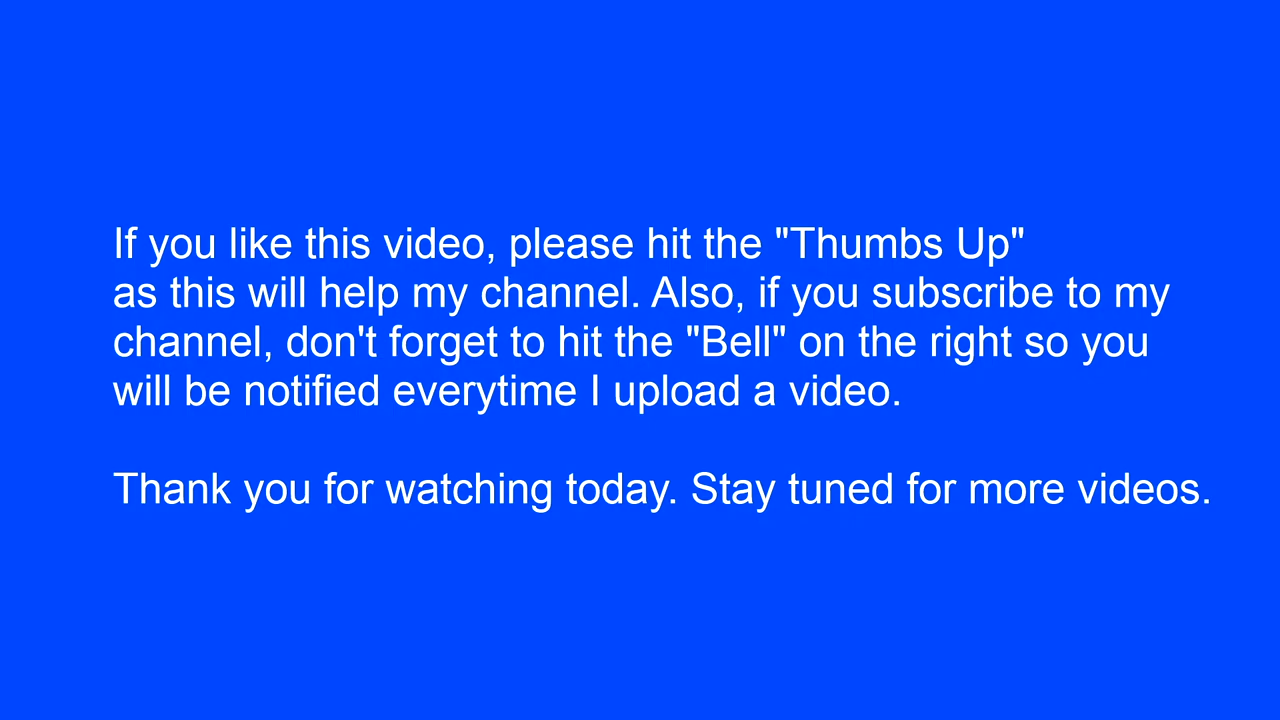 If you like this video, please hit the "Thumbs Up"
as this will help my channel. Also, if you subscribe to my
channel, don't forget to hit the "Bell" on the right so you
will be notified everytime I upload a video.
Thank you for watching today. Stay tuned for more videos.